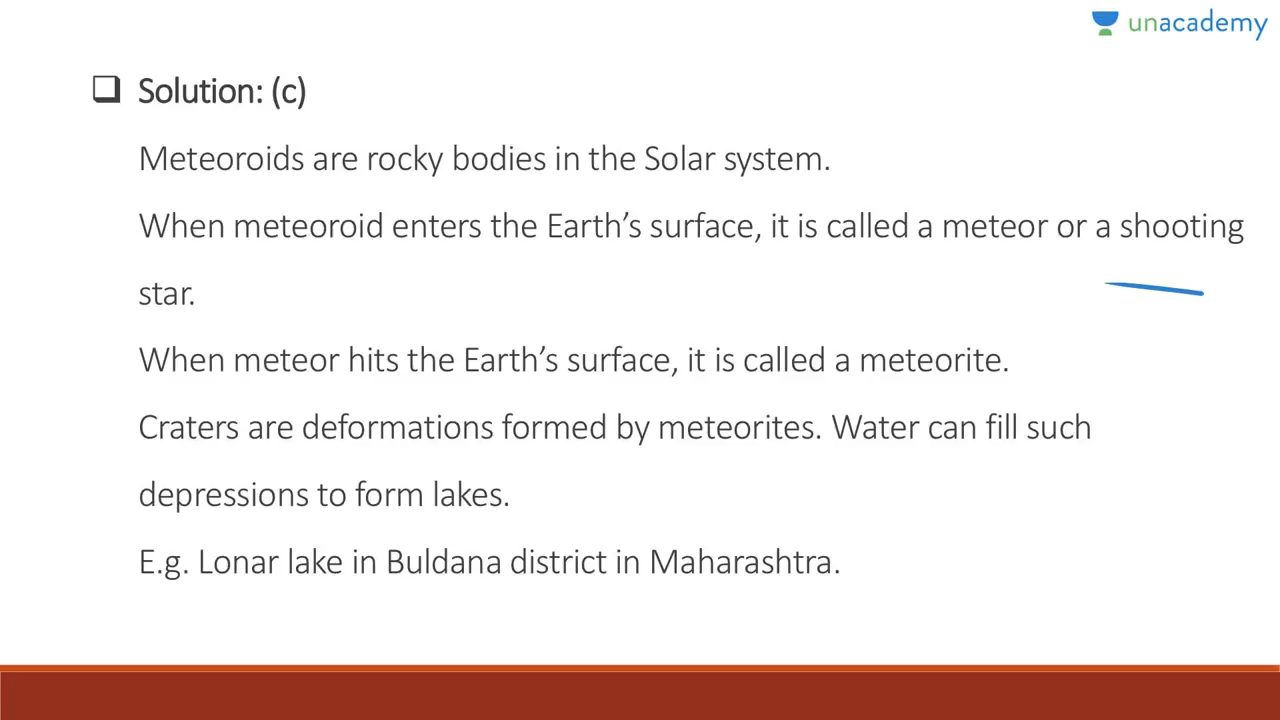 unacademy
Solution: (c)
Meteoroids are rocky bodies in the Solar system.
When meteoroid enters the Earth’s surface, it is called a meteor or a shooting
star.
When meteor hits the Earth’s surface, it is called a meteorite.
Craters are deformations formed by meteorites. Water can fill such
depressions to form lakes.
E.g. Lonar lake in Buldana district in Maharashtra.